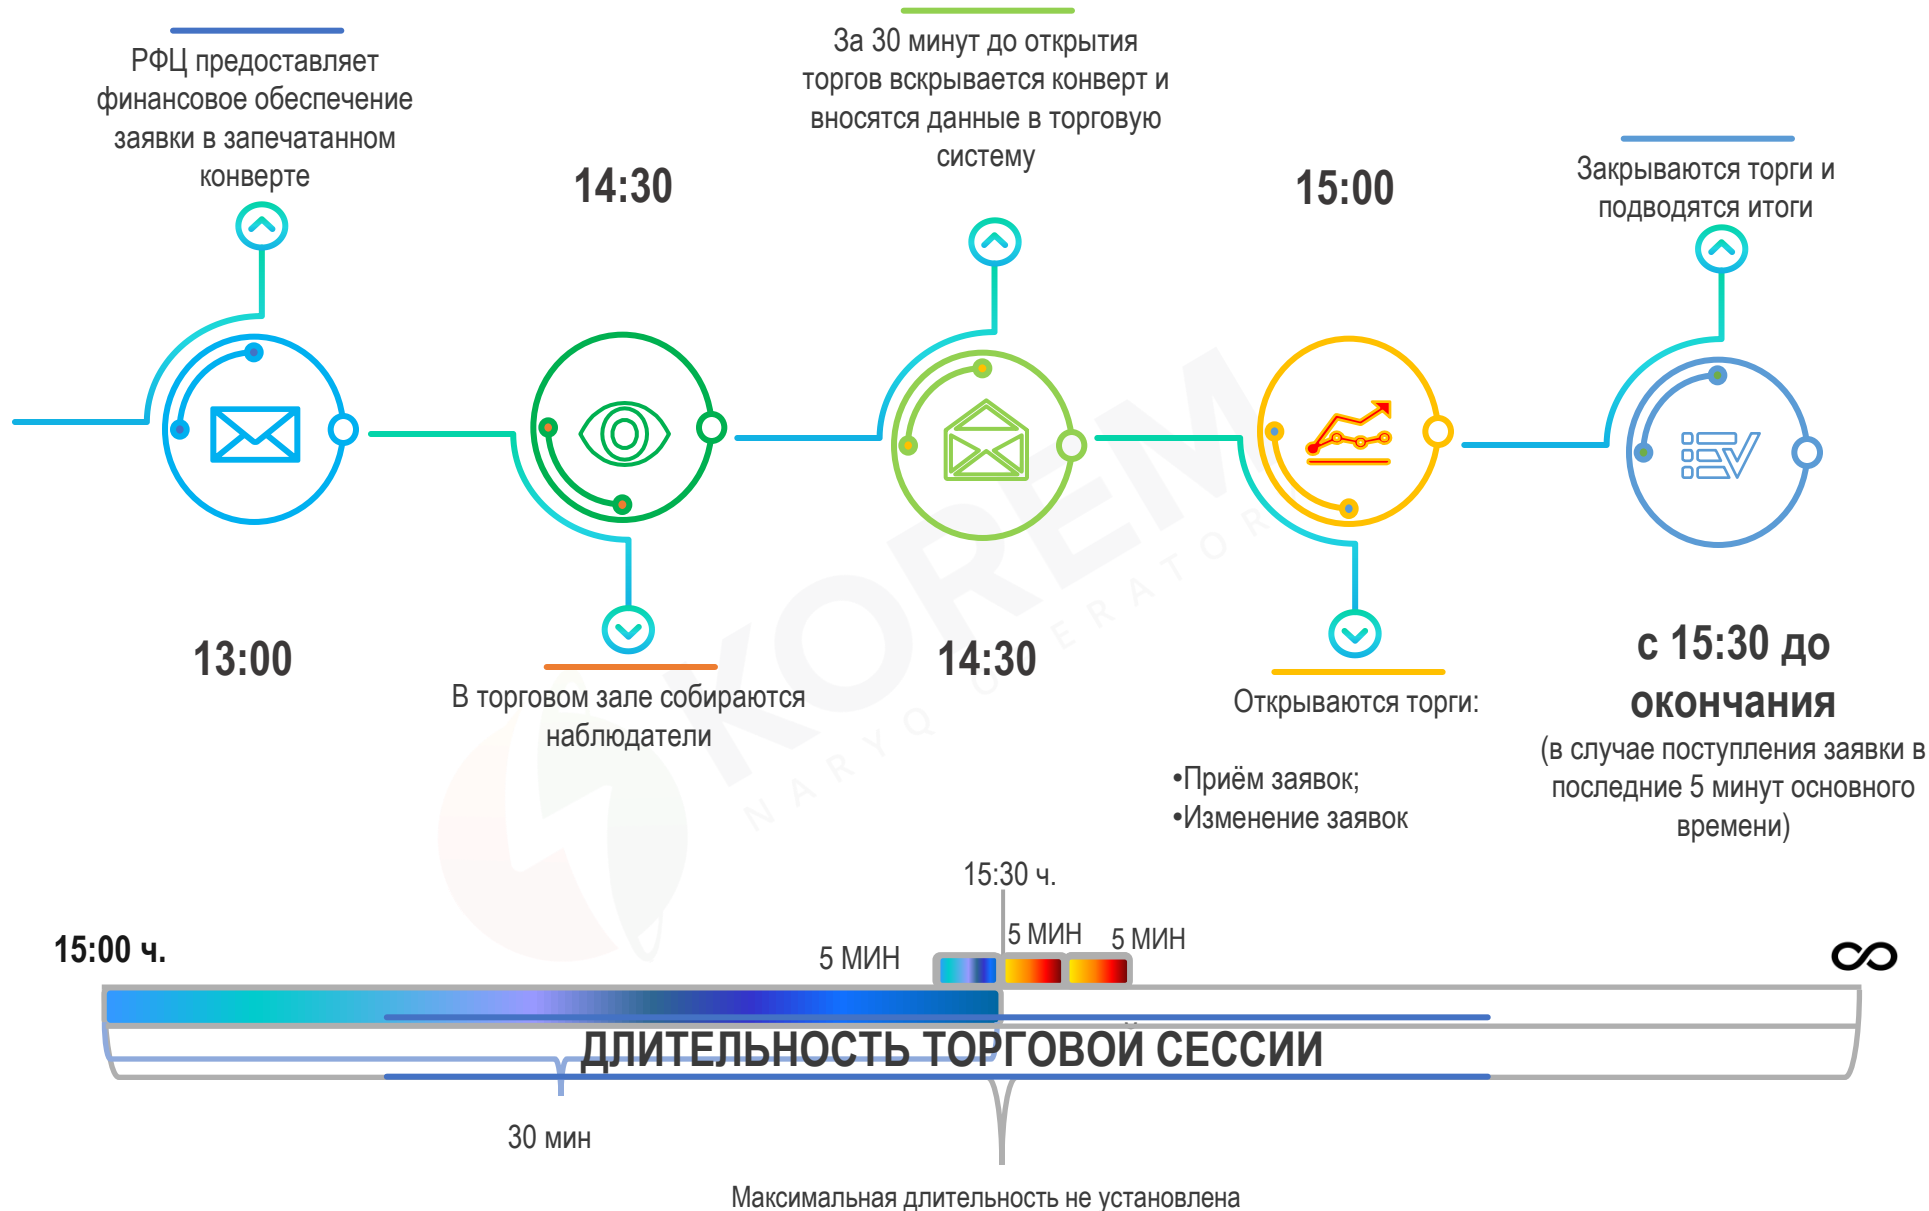 РФЦ предоставляет
финансовое обеспечение
заявки в запечатанном
конверте
13:00
14:30
В торговом зале собираются
наблюдатели
За 30 минут до открытия
торгов вскрывается конверт и
вносятся данные в торговую
систему
14:30
15:00
Открываются торги:
•Приём заявок;
•Изменение заявок
Закрываются торги и
подводятся итоги
с 15:30 до
окончания
(в случае поступления заявки в
последние 5 минут основного
времени)
KOREM
NARYQ OPERATOR
15:30 ч.
15:00 ч.
5 МИН
5 МИН
5 МИН
∞
ДЛИТЕЛЬНОСТЬ ТОРГОВОЙ СЕССИИ
30 мин
Максимальная длительность не установлена